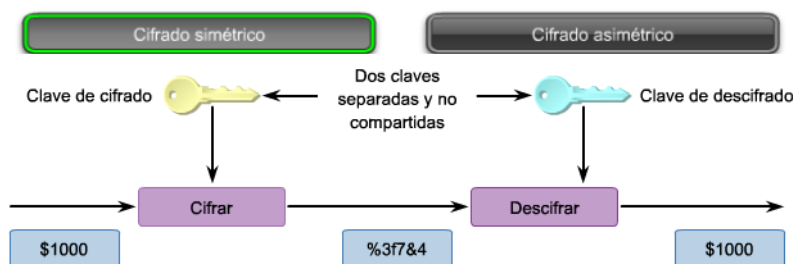 Cifrado simétrico
Cifrado asimétrico
Clave de cifrado
Dos claves
separadas y no
compartidas
Clave de descifrado
Cifrar
Descifrar
$1000
%3f7&4
$1000